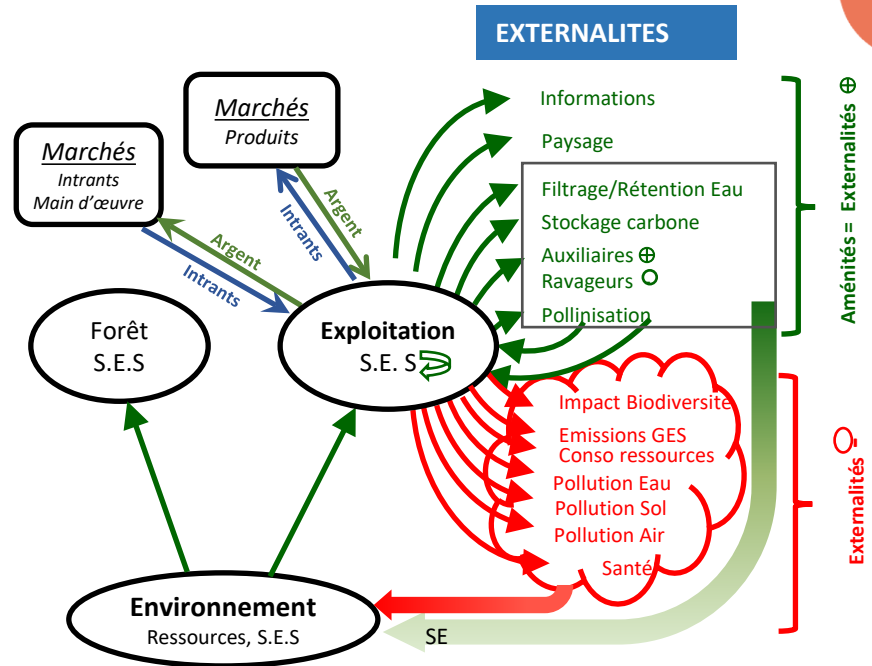 EXTERNALITES
Marchés
Produits
Marchés
Intrants
Main d'œuvre
Argent
Intrants
Argent
Intrants
Informations
Paysage
Filtrage/Rétention Eau
Stockage carbone
Auxiliaires ⊕
Ravageurs
Pollinisation
Aménités = Externalités ⊕
Forêt
S.E.S
Exploitation
S.E. S
Impact Biodiversité
Emissions GES
Conso ressources
Pollution Eau
Pollution Sol
Pollution Air
Santé
Externalités
Environnement
Ressources, S.E.S
SE